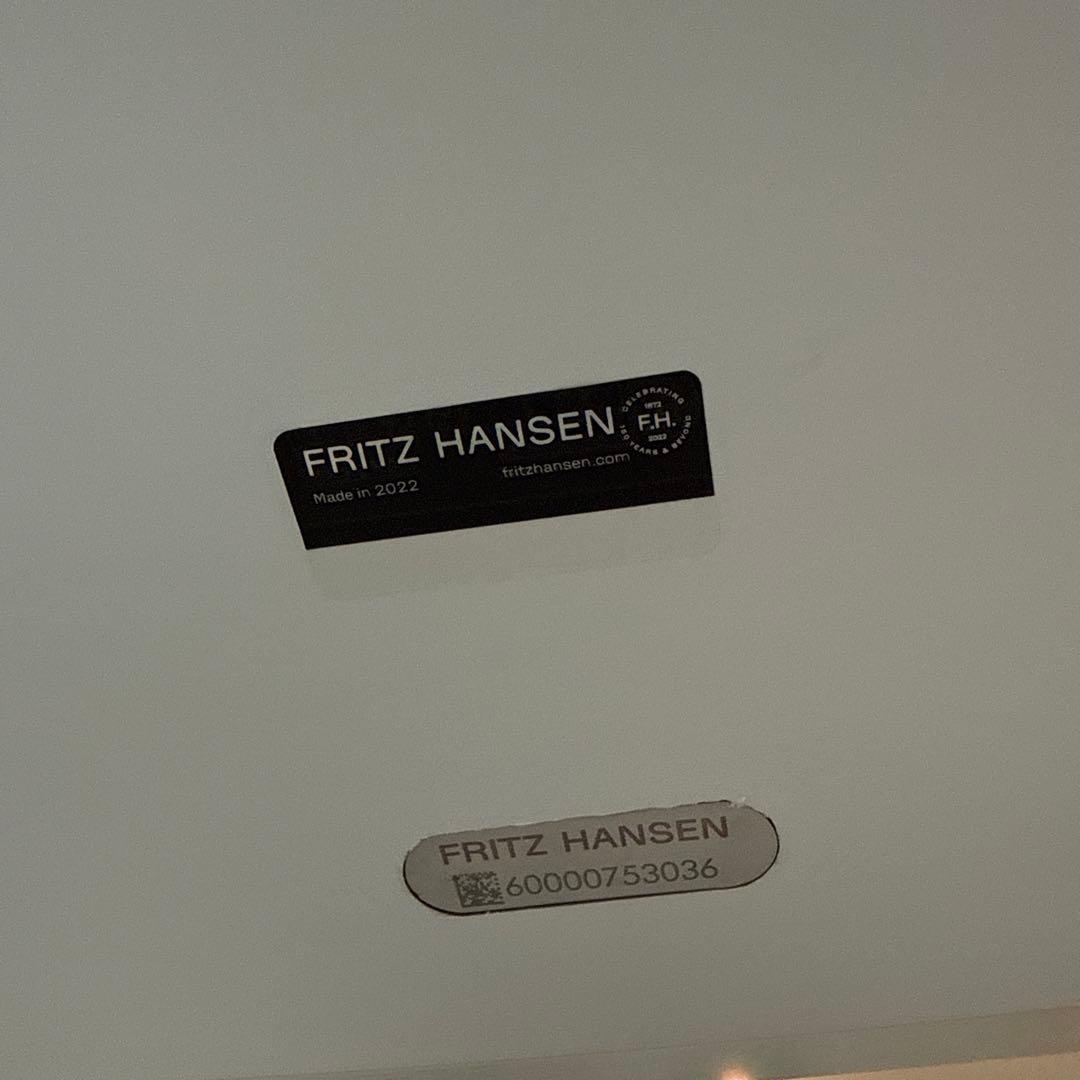 FRITZ HANSEN
Made in 2022
fritzhansen.com
CELEBRATING
1872
F.H.
2022
150 YEARS & BEYOND
FRITZ HANSEN
60000753036